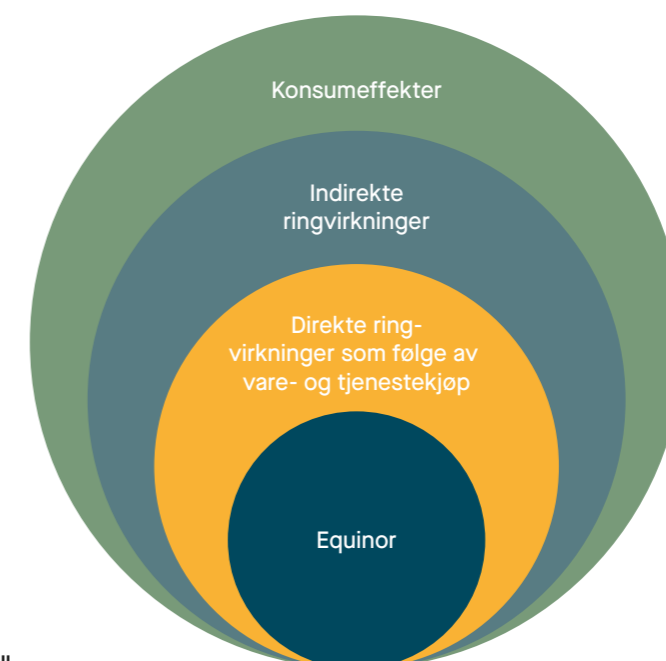 Konsumeffekter
Indirekte
ringvirkninger
Direkte ring-
virkninger som følge av
vare- og tjenestekjøp
Equinor